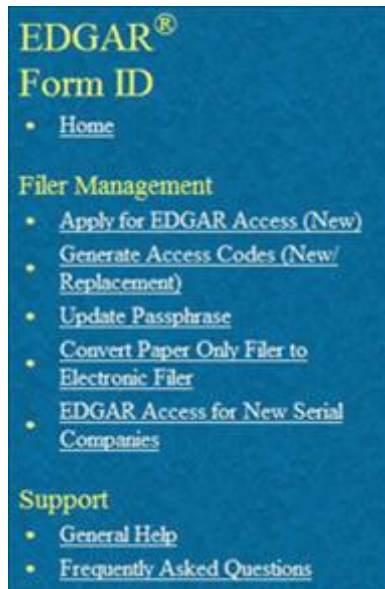 EDGAR®
Form ID
• Home
Filer Management
• Apply for EDGAR Access (New)
• Generate Access Codes (New/
Replacement)
• Update Passphrase
• Convert Paper Only Filer to
Electronic Filer
• EDGAR Access for New Serial
Companies
Support
• General Help
• Frequently Asked Questions